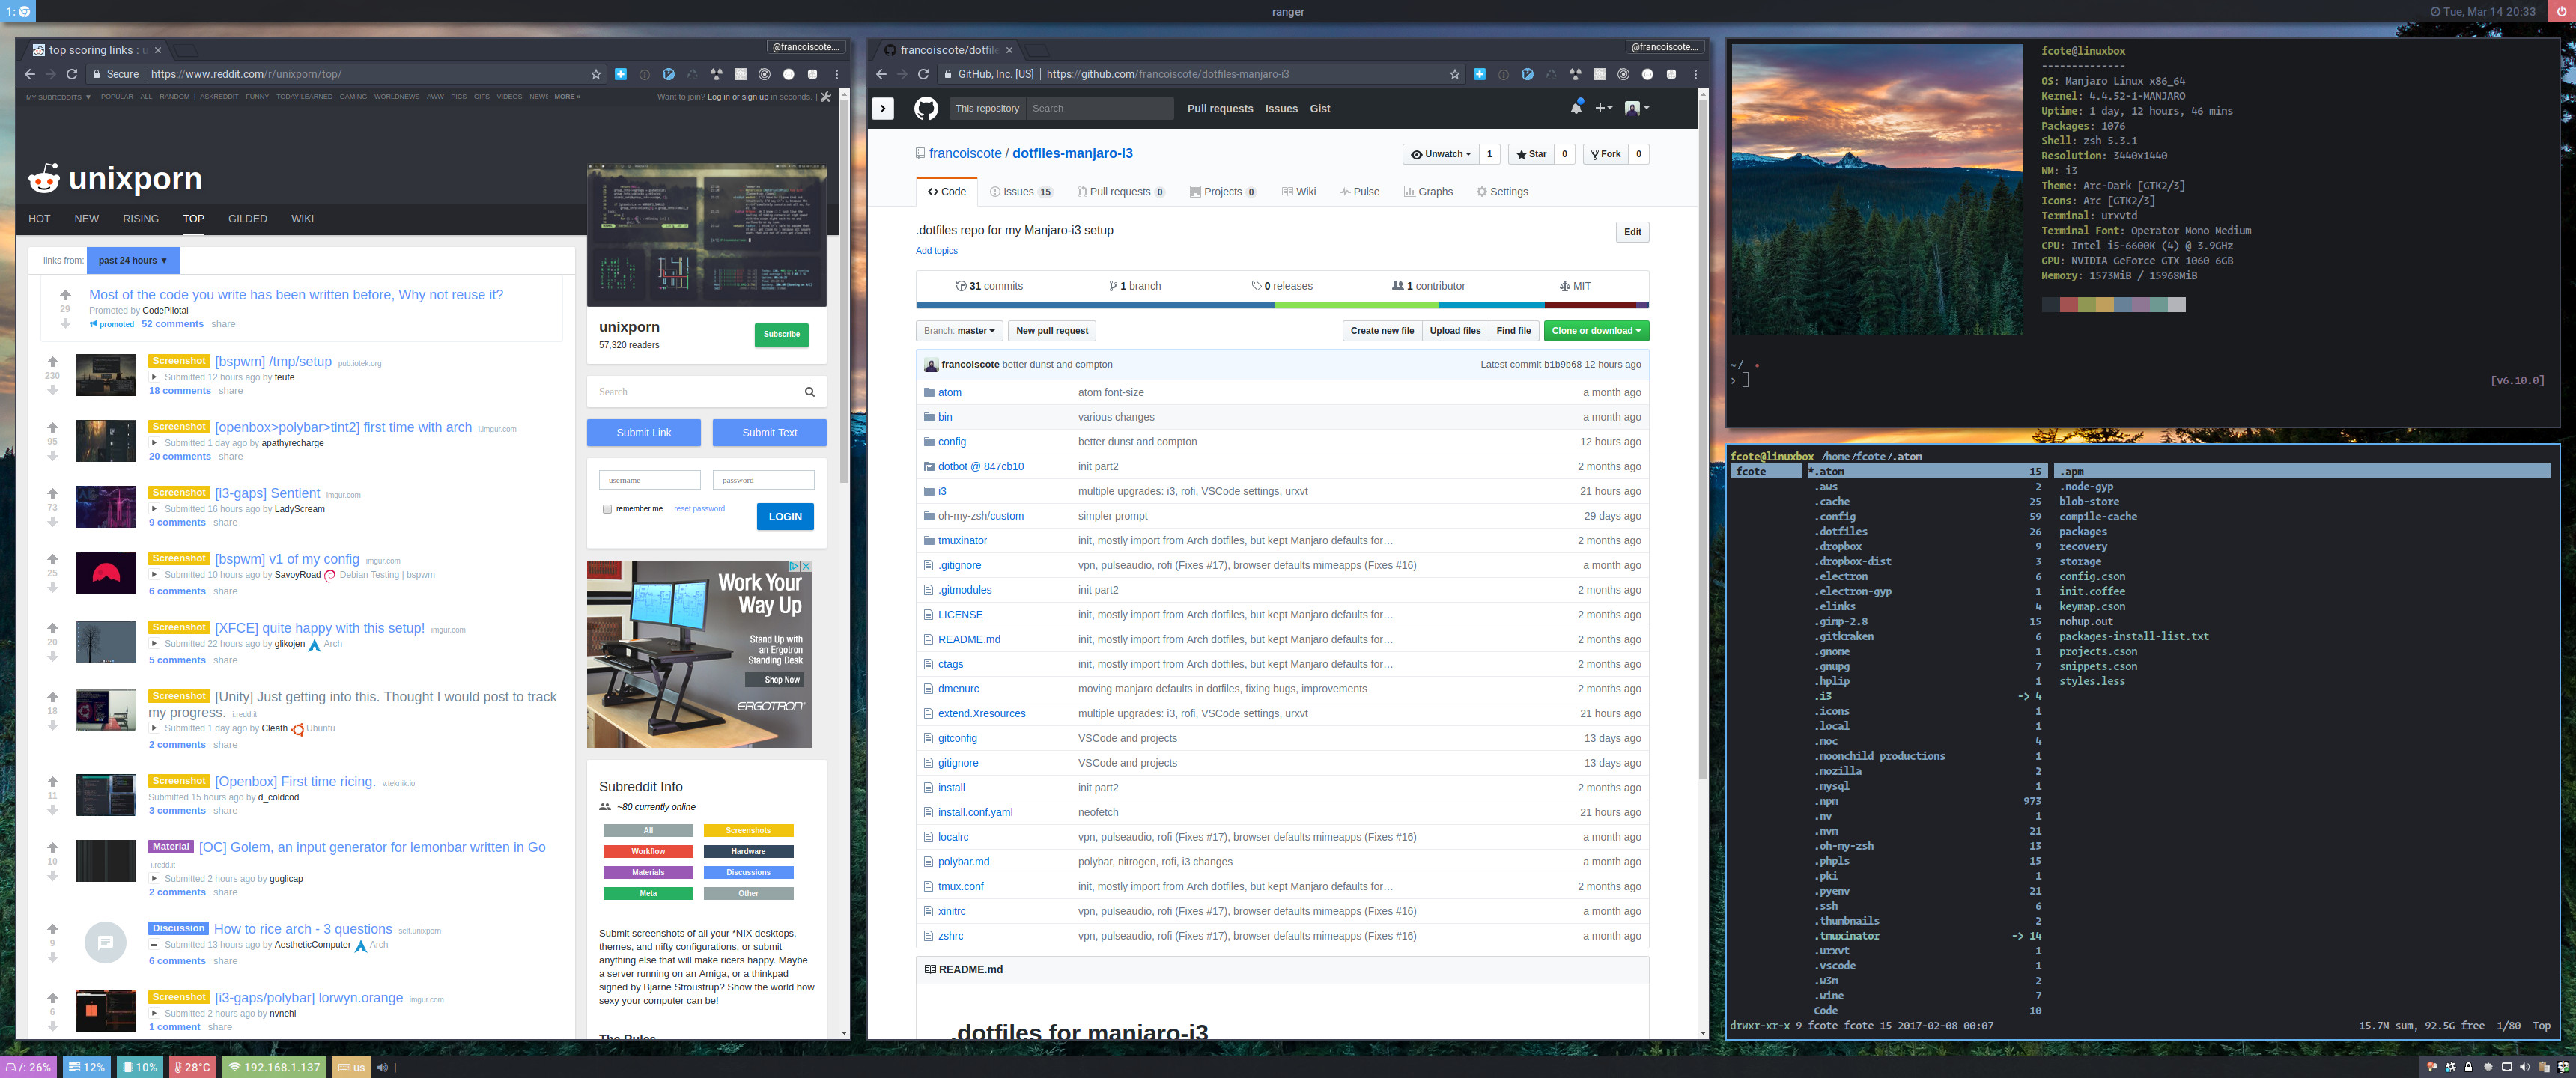 1:
ranger
Tue, Mar 14 20:33
top scoring links : u
@francoiscote....
Secure | https://www.reddit.com/r/unixporn/top/
MY SUBREDDITS ▼ POPULAR ALL RANDOM | ASKREDDIT FUNNY TODAYILEARNED GAMING WORLDNEWS AWW PICS GIFS VIDEOS NEWS MORE »
Want to join? Log in or sign up in seconds. |
unixporn
HOT NEW RISING TOP GILDED WIKI
links from: past 24 hours ▼
Most of the code you write has been written before, Why not reuse it?
29
Promoted by CodePilotai
promoted 52 comments share
Screenshot [bspwm] /tmp/setup pub.iotek.org
230
Submitted 12 hours ago by feute
18 comments share
Screenshot [openbox>polybar>tint2] first time with arch i.imgur.com
95
Submitted 1 day ago by apathyrecharge
20 comments share
Screenshot [i3-gaps] Sentient imgur.com
73
Submitted 16 hours ago by LadyScream
9 comments share
Screenshot [bspwm] v1 of my config imgur.com
25
Submitted 10 hours ago by SavoyRoad Debian Testing | bspwm
6 comments share
Screenshot [XFCE] quite happy with this setup! imgur.com
20
Submitted 22 hours ago by glikojen Arch
5 comments share
Screenshot [Unity] Just getting into this. Thought I would post to track
my progress. i.redd.it
18
Submitted 1 day ago by Cleath Ubuntu
2 comments share
Screenshot [Openbox] First time ricing. v.teknik.io
11
Submitted 15 hours ago by d_coldcod
3 comments share
Material [OC] Golem, an input generator for lemonbar written in Go
i.redd.it
10
Submitted 2 hours ago by guglicap
2 comments share
Discussion How to rice arch - 3 questions self.unixporn
9
Submitted 13 hours ago by AestheticComputer Arch
6 comments share
Screenshot [i3-gaps/polybar] lorwyn.orange imgur.com
6
Submitted 2 hours ago by nvnehi
1 comment share
unixporn
57,320 readers
Subscribe
Search
Submit Link Submit Text
username password
remember me reset password LOGIN
Work Your
Way Up
Stand Up with
an Ergotron
Standing Desk
Shop Now
ERGOTRON
Subreddit Info
~80 currently online
All Screenshots
Workflow Hardware
Materials Discussions
Meta Other
Submit screenshots of all your *NIX desktops,
themes, and nifty configurations, or submit
anything else that will make ricers happy. Maybe
a server running on an Amiga, or a thinkpad
signed by Bjarne Stroustrup? Show the world how
sexy your computer can be!
The Rules
francoiscote/dotfile
@francoiscote....
GitHub, Inc. [US] | https://github.com/francoiscote/dotfiles-manjaro-i3
This repository Search Pull requests Issues Gist
francoiscote / dotfiles-manjaro-i3
Unwatch 1 Star 0 Fork 0
Code Issues 15 Pull requests 0 Projects 0 Wiki Pulse Graphs Settings
.dotfiles repo for my Manjaro-i3 setup
Edit
Add topics
31 commits 1 branch 0 releases 1 contributor MIT
Branch: master New pull request Create new file Upload files Find file Clone or download
francoiscote better dunst and compton Latest commit b1b9b68 12 hours ago
atom atom font-size a month ago
bin various changes a month ago
config better dunst and compton 12 hours ago
dotbot @ 847cb10 init part2 2 months ago
i3 multiple upgrades: i3, rofi, VSCode settings, urxvt 21 hours ago
oh-my-zsh/custom simpler prompt 29 days ago
tmuxinator init, mostly import from Arch dotfiles, but kept Manjaro defaults for… 2 months ago
.gitignore vpn, pulseaudio, rofi (Fixes #17), browser defaults mimeapps (Fixes #16) a month ago
.gitmodules init part2 2 months ago
LICENSE init, mostly import from Arch dotfiles, but kept Manjaro defaults for… 2 months ago
README.md init, mostly import from Arch dotfiles, but kept Manjaro defaults for… 2 months ago
ctags init, mostly import from Arch dotfiles, but kept Manjaro defaults for… 2 months ago
dmenurc moving manjaro defaults in dotfiles, fixing bugs, improvements 2 months ago
extend.Xresources multiple upgrades: i3, rofi, VSCode settings, urxvt 21 hours ago
gitconfig VSCode and projects 13 days ago
gitignore VSCode and projects 13 days ago
install init part2 2 months ago
install.conf.yaml neofetch 21 hours ago
localrc vpn, pulseaudio, rofi (Fixes #17), browser defaults mimeapps (Fixes #16) a month ago
polybar.md polybar, nitrogen, rofi, i3 changes a month ago
tmux.conf init, mostly import from Arch dotfiles, but kept Manjaro defaults for… 2 months ago
xinitrc vpn, pulseaudio, rofi (Fixes #17), browser defaults mimeapps (Fixes #16) a month ago
zshrc vpn, pulseaudio, rofi (Fixes #17), browser defaults mimeapps (Fixes #16) a month ago
README.md
.dotfiles for manjaro-i3
fcote@linuxbox
--------------
OS: Manjaro Linux x86_64
Kernel: 4.4.52-1-MANJARO
Uptime: 1 day, 12 hours, 46 mins
Packages: 1076
Shell: zsh 5.3.1
Resolution: 3440x1440
WM: i3
Theme: Arc-Dark [GTK2/3]
Icons: Arc [GTK2/3]
Terminal: urxvtd
Terminal Font: Operator Mono Medium
CPU: Intel i5-6600K (4) @ 3.9GHz
GPU: NVIDIA GeForce GTX 1060 6GB
Memory: 1573MiB / 15968MiB
~/ •
› [v6.10.0]
fcote@linuxbox /home/fcote/.atom
fcote *.atom 15 .apm
.aws 2 .node-gyp
.cache 25 blob-store
.config 59 compile-cache
.dotfiles 26 packages
.dropbox 9 recovery
.dropbox-dist 3 storage
.electron 6 config.cson
.electron-gyp 1 init.coffee
.elinks 4 keymap.cson
.gimp-2.8 15 nohup.out
.gitkraken 6 packages-install-list.txt
.gnome 1 projects.cson
.gnupg 7 snippets.cson
.hplip 1 styles.less
.i3 -> 4
.icons 1
.local 1
.moc 4
.moonchild productions 1
.mozilla 2
.mysql 1
.npm 973
.nv 1
.nvm 21
.oh-my-zsh 13
.phpls 15
.pki 1
.pyenv 21
.ssh 6
.thumbnails 2
.tmuxinator -> 14
.urxvt 1
.vscode 1
.w3m 2
.wine 7
Code 10
drwxr-xr-x 9 fcote fcote 15 2017-02-08 00:07 15.7M sum, 92.5G free 1/80 Top
/: 26% 12% 10% 28°C 192.168.1.137 us |